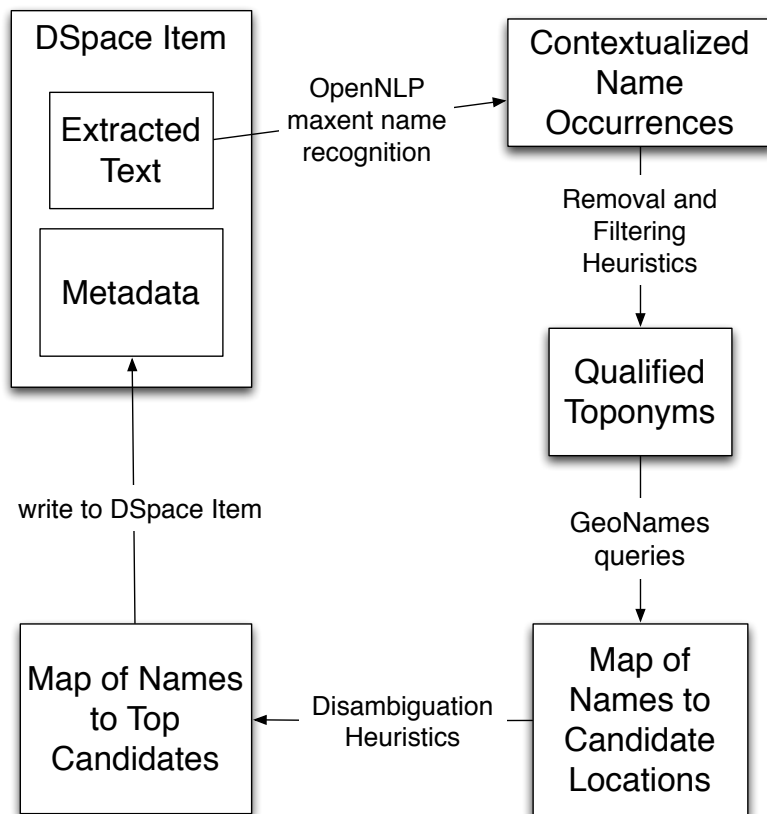 DSpace Item
Extracted
Text
Metadata
OpenNLP
maxent name
recognition
Contextualized
Name
Occurrences
Removal and
Filtering
Heuristics
Qualified
Toponyms
GeoNames
queries
Map of
Names to
Candidate
Locations
Disambiguation
Heuristics
Map of Names
to Top
Candidates
write to DSpace Item